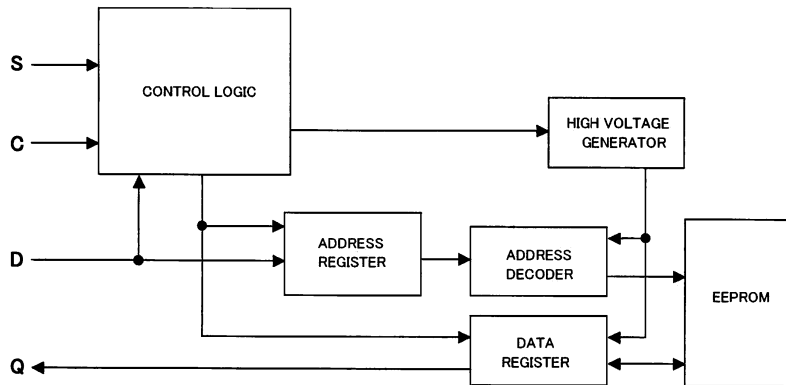 S
CONTROL LOGIC
C
HIGH VOLTAGE
GENERATOR
D
ADDRESS
REGISTER
ADDRESS
DECODER
EEPROM
Q
DATA
REGISTER